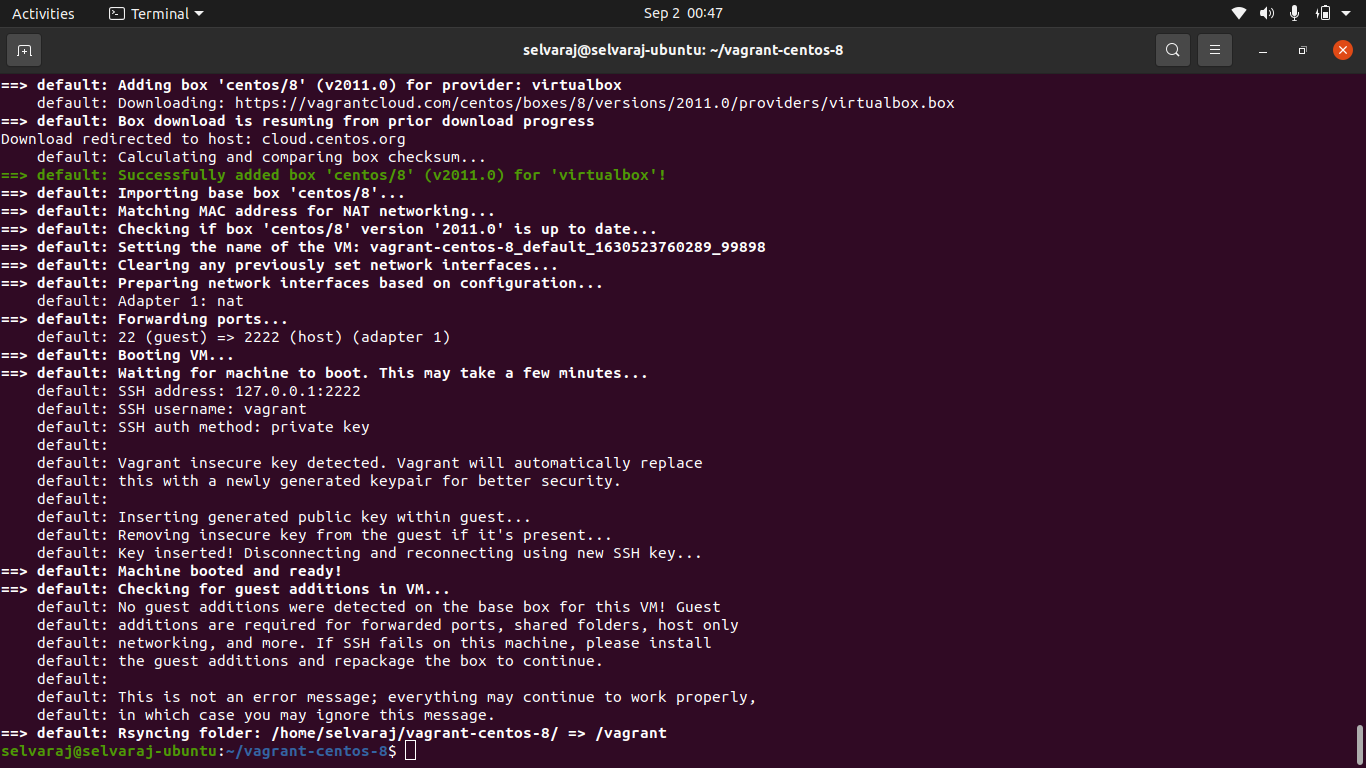 Activities Terminal Sep 2 00:47
selvaraj@selvaraj-ubuntu: ~/vagrant-centos-8
==> default: Adding box 'centos/8' (v2011.0) for provider: virtualbox
    default: Downloading: https://vagrantcloud.com/centos/boxes/8/versions/2011.0/providers/virtualbox.box
==> default: Box download is resuming from prior download progress
Download redirected to host: cloud.centos.org
    default: Calculating and comparing box checksum...
==> default: Successfully added box 'centos/8' (v2011.0) for 'virtualbox'!
==> default: Importing base box 'centos/8'...
==> default: Matching MAC address for NAT networking...
==> default: Checking if box 'centos/8' version '2011.0' is up to date...
==> default: Setting the name of the VM: vagrant-centos-8_default_1630523760289_99898
==> default: Clearing any previously set network interfaces...
==> default: Preparing network interfaces based on configuration...
    default: Adapter 1: nat
==> default: Forwarding ports...
    default: 22 (guest) => 2222 (host) (adapter 1)
==> default: Booting VM...
==> default: Waiting for machine to boot. This may take a few minutes...
    default: SSH address: 127.0.0.1:2222
    default: SSH username: vagrant
    default: SSH auth method: private key
    default:
    default: Vagrant insecure key detected. Vagrant will automatically replace
    default: this with a newly generated keypair for better security.
    default:
    default: Inserting generated public key within guest...
    default: Removing insecure key from the guest if it's present...
    default: Key inserted! Disconnecting and reconnecting using new SSH key...
==> default: Machine booted and ready!
==> default: Checking for guest additions in VM...
    default: No guest additions were detected on the base box for this VM! Guest
    default: additions are required for forwarded ports, shared folders, host only
    default: networking, and more. If SSH fails on this machine, please install
    default: the guest additions and repackage the box to continue.
    default:
    default: This is not an error message; everything may continue to work properly,
    default: in which case you may ignore this message.
==> default: Rsyncing folder: /home/selvaraj/vagrant-centos-8/ => /vagrant
selvaraj@selvaraj-ubuntu:~/vagrant-centos-8$